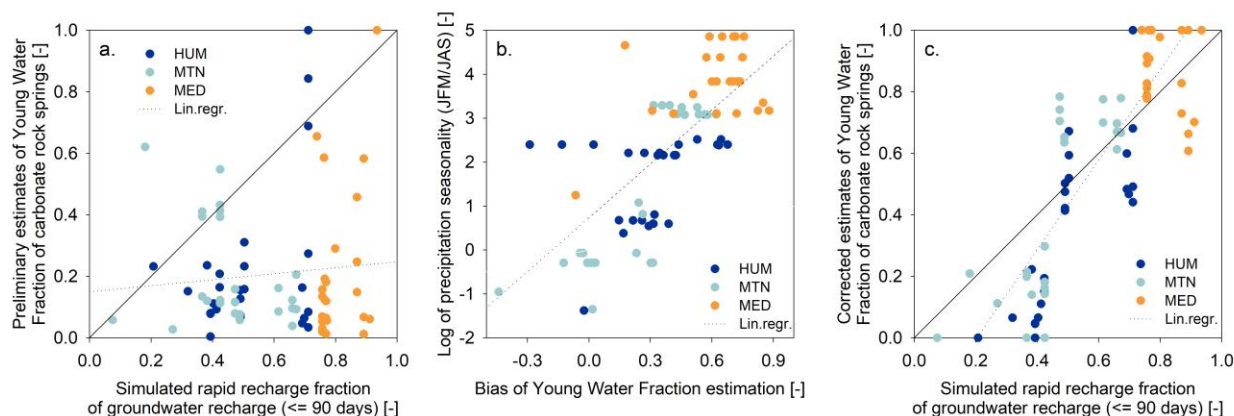 a.
HUM
MTN
MED
Lin.regr.
1.0
0.8
0.6
0.4
0.2
0.0
0.0 0.2 0.4 0.6 0.8 1.0
Preliminary estimates of Young Water
Fraction of carbonate rock springs [-]
Simulated rapid recharge fraction
of groundwater recharge (<= 90 days) [-]
b.
5
4
3
2
1
0
-1
-2
-0.3 0.0 0.3 0.6 0.9
Log of precipitation seasonality (JFM/JAS) [-]
Bias of Young Water Fraction estimation [-]
HUM
MTN
MED
Lin.regr.
c.
1.0
0.8
0.6
0.4
0.2
0.0
0.0 0.2 0.4 0.6 0.8 1.0
Corrected estimates of Young Water
Fraction of carbonate rock springs [-]
Simulated rapid recharge fraction
of groundwater recharge (<= 90 days) [-]
HUM
MTN
MED
Lin.regr.